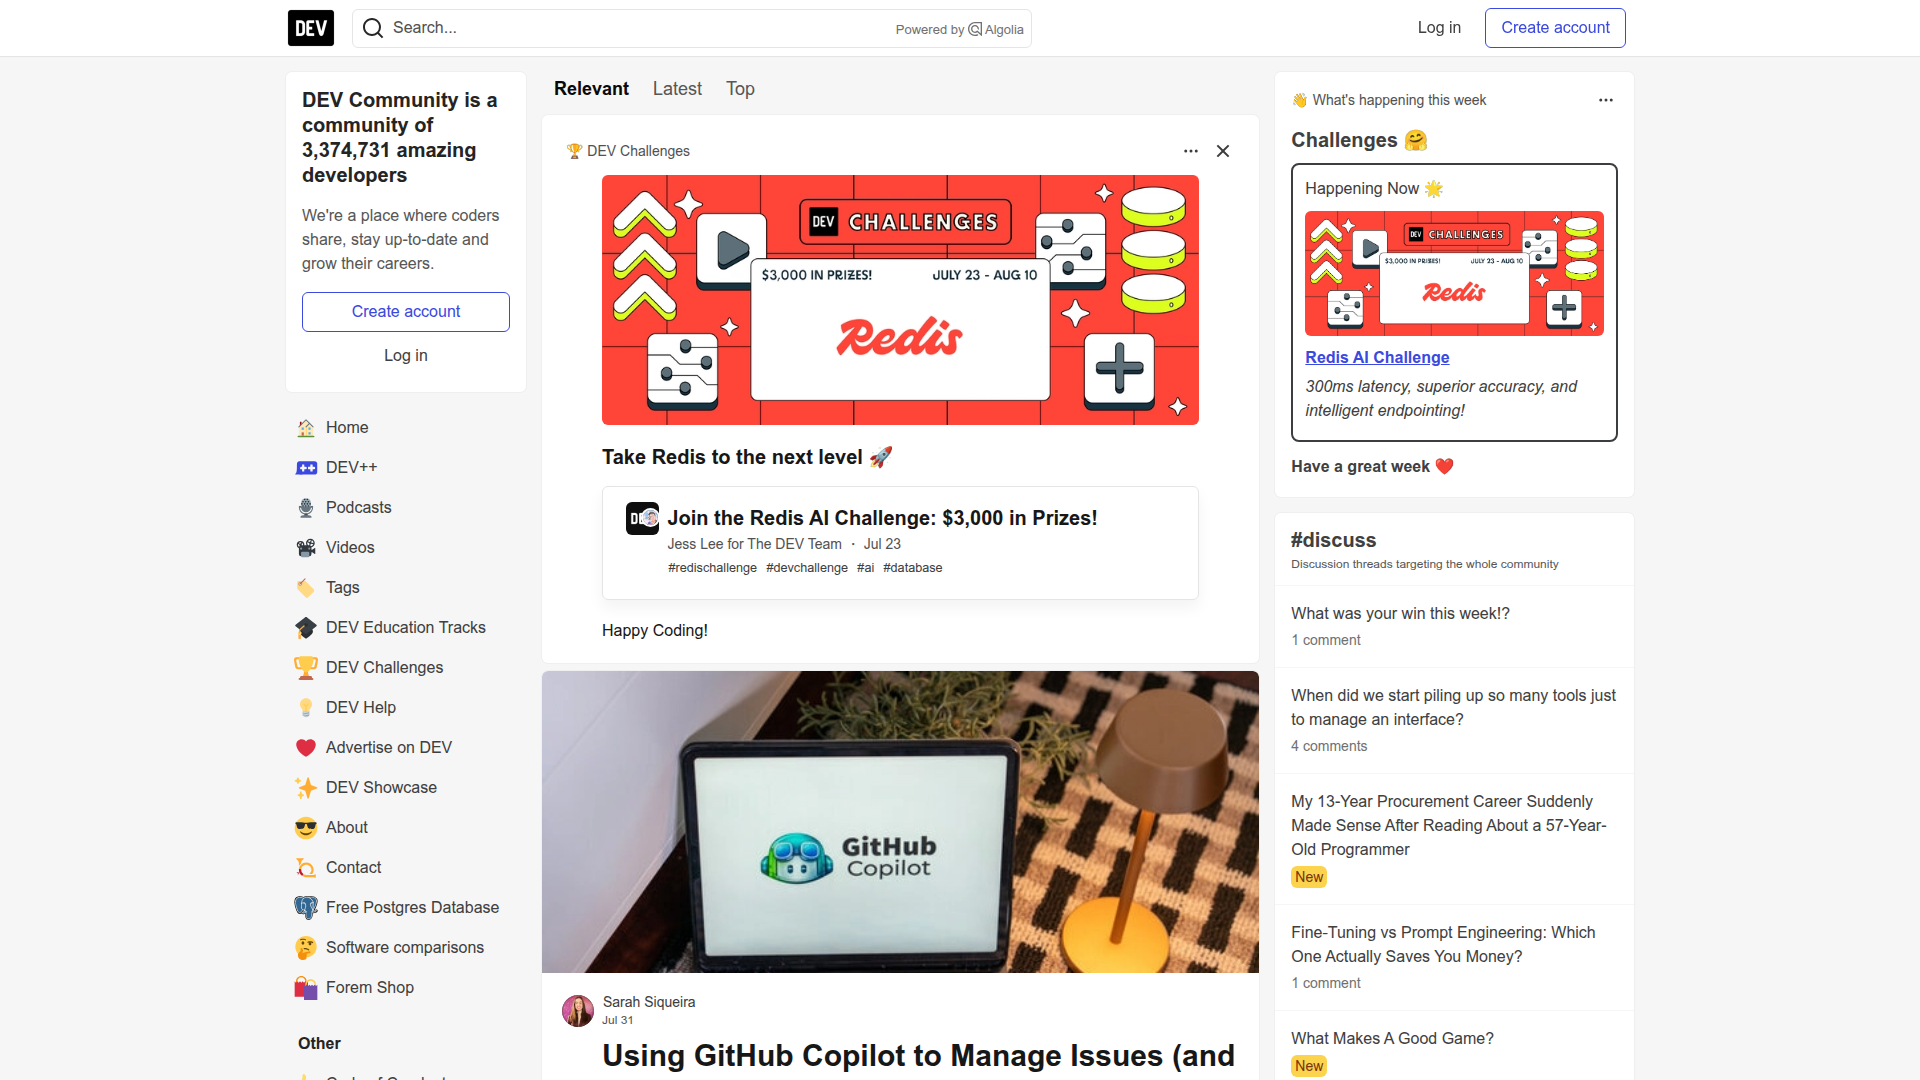 DEV
Search...
Powered by Algolia
Log in
Create account
DEV Community is a
community of
3,374,731 amazing
developers
We're a place where coders
share, stay up-to-date and
grow their careers.
Create account
Log in
Home
DEV++
Podcasts
Videos
Tags
DEV Education Tracks
DEV Challenges
DEV Help
Advertise on DEV
DEV Showcase
About
Contact
Free Postgres Database
Software comparisons
Forem Shop
Other
Relevant
Latest
Top
🏆 DEV Challenges
DEV CHALLENGES
$3,000 IN PRIZES!
JULY 23 - AUG 10
Redis
Take Redis to the next level 🚀
Join the Redis AI Challenge: $3,000 in Prizes!
Jess Lee for The DEV Team ・ Jul 23
#redischallenge #devchallenge #ai #database
Happy Coding!
GitHub
Copilot
Sarah Siqueira
Jul 31
Using GitHub Copilot to Manage Issues (and
👋 What's happening this week
Challenges 🤗
Happening Now 🌟
DEV CHALLENGES
$3,000 IN PRIZES!
JULY 23 - AUG 10
Redis
Redis AI Challenge
300ms latency, superior accuracy, and
intelligent endpointing!
Have a great week ❤️
#discuss
Discussion threads targeting the whole community
What was your win this week!?
1 comment
When did we start piling up so many tools just
to manage an interface?
4 comments
My 13-Year Procurement Career Suddenly
Made Sense After Reading About a 57-Year-
Old Programmer
New
Fine-Tuning vs Prompt Engineering: Which
One Actually Saves You Money?
1 comment
What Makes A Good Game?
New